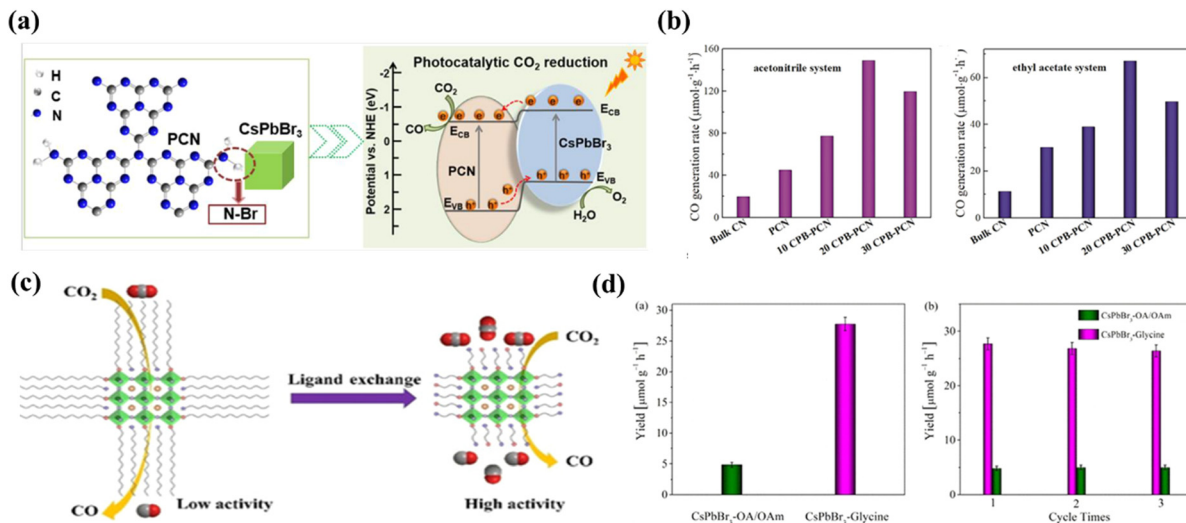 (a)
H
C
N
PCN
CsPbBr3
N-Br
Photocatalytic CO2 reduction
Potential vs. NHE (eV)
-2
-1
0
1
2
CO2
CO
e⁻ e⁻ e⁻ e⁻
e⁻ e⁻ e⁻
ECB
ECB
PCN
CsPbBr3
EVB
EVB
h⁺ h⁺ h⁺
h⁺ h⁺ h⁺
O2
H2O
(b)
CO generation rate (μmol·g⁻¹·h⁻¹)
160
120
80
40
0
acetonitrile system
Bulk CN
PCN
10 CPB-PCN
20 CPB-PCN
30 CPB-PCN
CO generation rate (μmol·g⁻¹·h⁻¹)
60
40
20
0
ethyl acetate system
Bulk CN
PCN
10 CPB-PCN
20 CPB-PCN
30 CPB-PCN
(c)
CO2
CO
Low activity
Ligand exchange
CO2
CO
High activity
(d)
(a)
Yield [μmol g⁻¹ h⁻¹]
30
25
20
15
10
5
0
CsPbBr3-OA/OAm
CsPbBr3-Glycine
(b)
CsPbBr3-OA/OAm
CsPbBr3-Glycine
Yield [μmol g⁻¹ h⁻¹]
30
20
10
5
0
1
2
3
Cycle Times